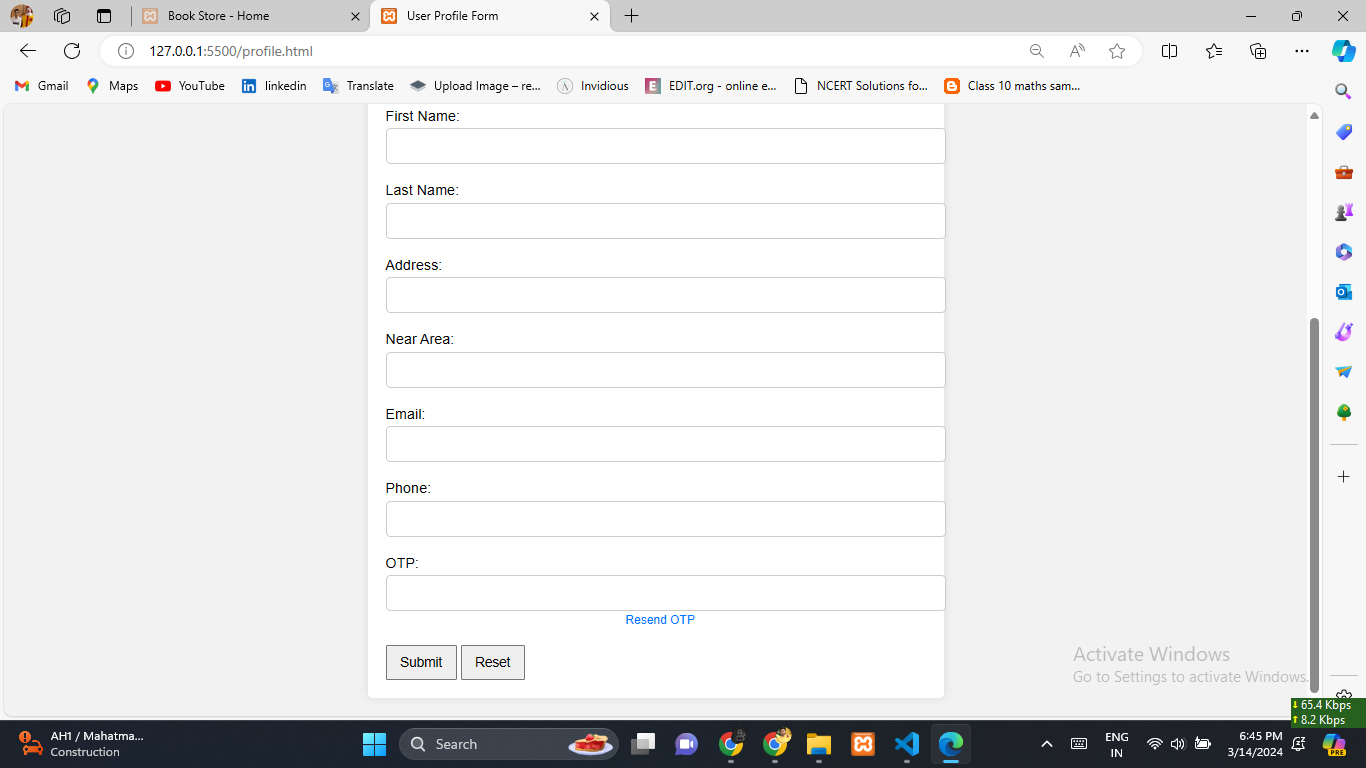 Book Store - Home
User Profile Form
127.0.0.1:5500/profile.html
Gmail
Maps
YouTube
linkedin
Translate
Upload Image – re...
Invidious
EDIT.org - online e...
NCERT Solutions fo...
Class 10 maths sam...
First Name:
Last Name:
Address:
Near Area:
Email:
Phone:
OTP:
Resend OTP
Submit
Reset
Activate Windows
Go to Settings to activate Windows.
65.4 Kbps
8.2 Kbps
AH1 / Mahatma...
Construction
Search
ENG
IN
6:45 PM
3/14/2024
PRE